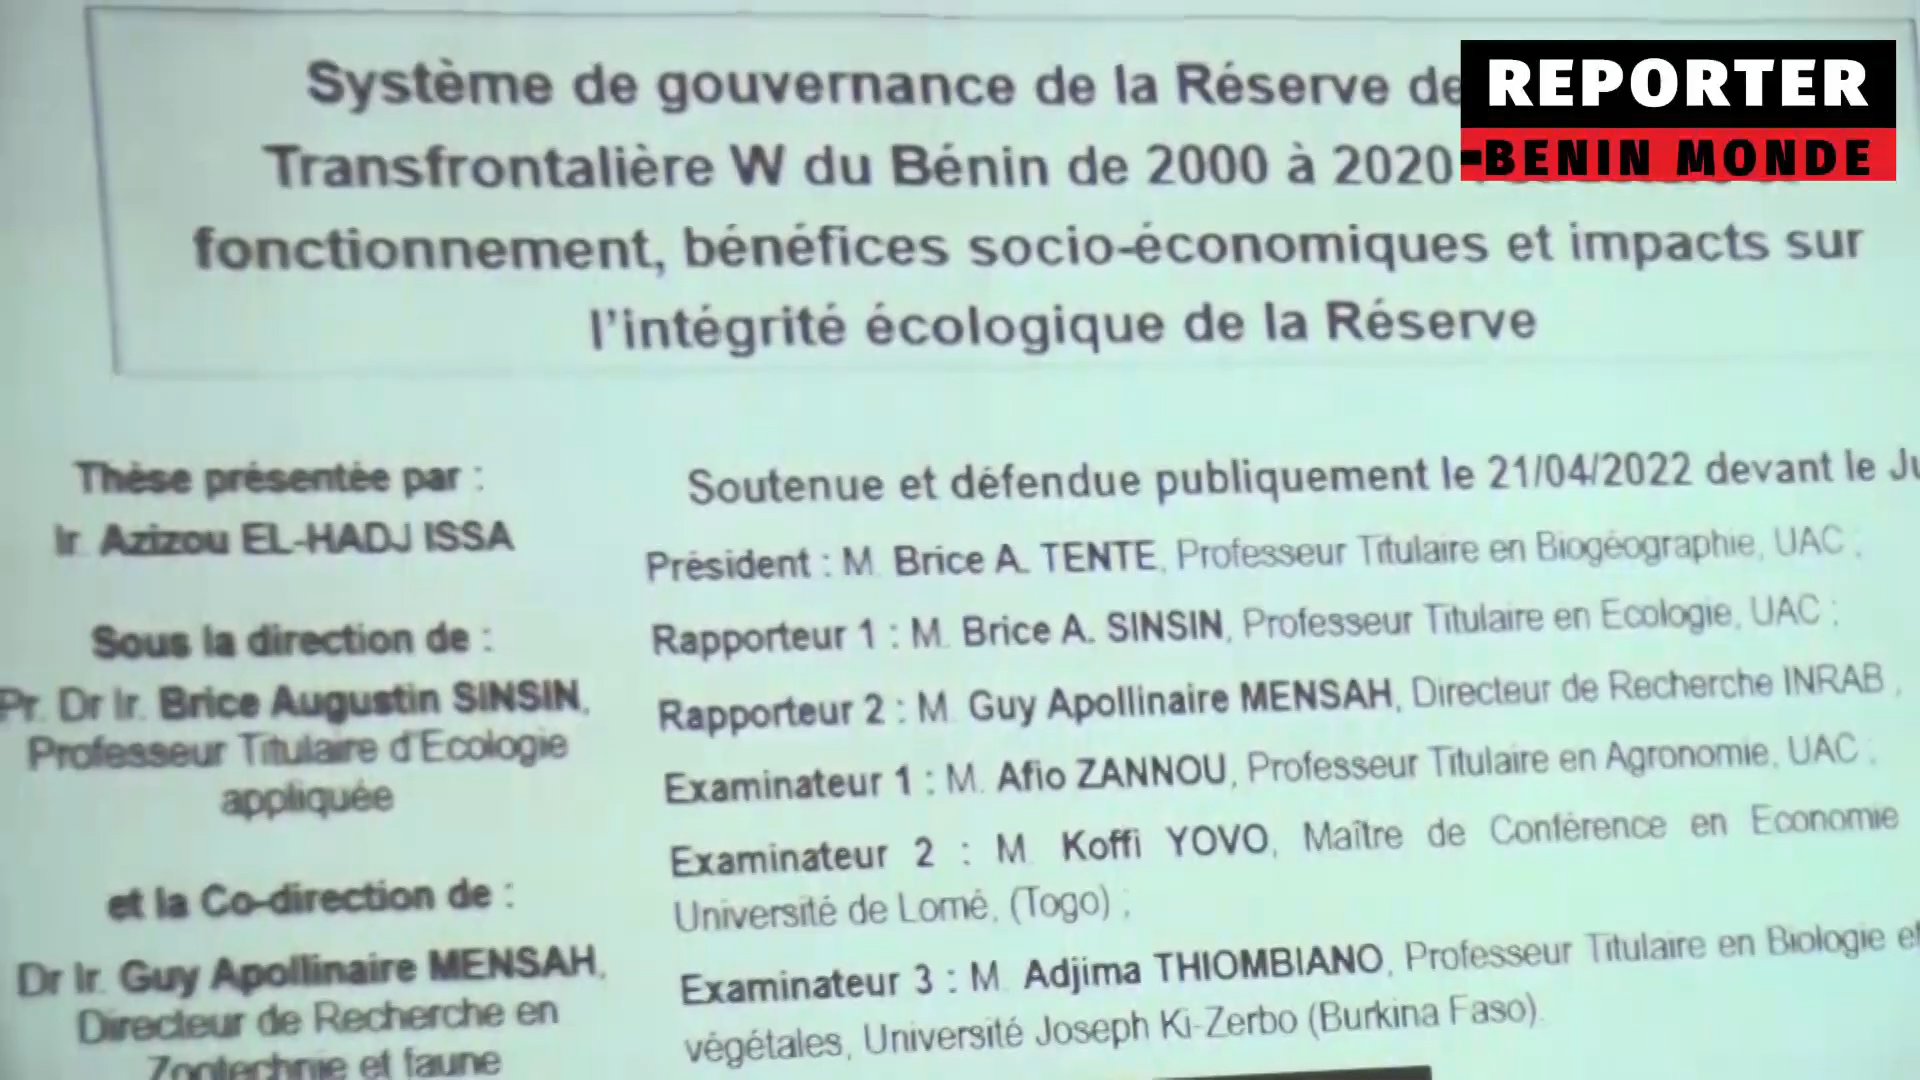 Système de gouvernance de la Réserve de
Transfrontalière W du Bénin de 2000 à 2020
fonctionnement, bénéfices socio-économiques et impacts sur
l'intégrité écologique de la Réserve
REPORTER
BENIN MONDE
Thèse présentée par :
Ir. Azizou EL-HADJ ISSA
Sous la direction de :
Pr. Dr Ir. Brice Augustin SINSIN,
Professeur Titulaire d'Ecologie
appliquée
et la Co-direction de :
Dr Ir. Guy Apollinaire MENSAH,
Directeur de Recherche en
Zootechnie et faune
Soutenue et défendue publiquement le 21/04/2022 devant le
Président : M. Brice A. TENTE, Professeur Titulaire en Biogéographie, UAC ;
Rapporteur 1 : M. Brice A. SINSIN, Professeur Titulaire en Ecologie, UAC ;
Rapporteur 2 : M. Guy Apollinaire MENSAH, Directeur de Recherche INRAB ;
Examinateur 1 : M. Afio ZANNOU, Professeur Titulaire en Agronomie, UAC ;
Examinateur 2 : M. Koffi YOVO, Maître de Conférence en Economie
Université de Lomé, (Togo) ;
Examinateur 3 : M. Adjima THIOMBIANO, Professeur Titulaire en Biologie et
végétales, Université Joseph Ki-Zerbo (Burkina Faso).